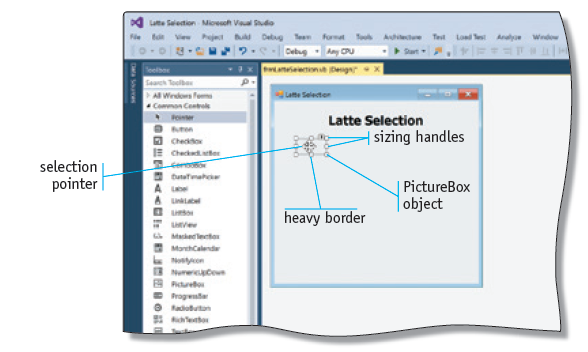 Latte Selection - Microsoft Visual Studio
File Edit View Project Build Debug Team Format Tools Architecture Test Load Test Analyze Window
Debug Any CPU Start
Data Sources
Toolbox
frmLatteSelection.vb [Design]*
Search Toolbox
All Windows Forms
Common Controls
Pointer
Button
CheckBox
CheckedListBox
ComboBox
DateTimePicker
Label
LinkLabel
ListBox
ListView
MaskedTextBox
MonthCalendar
NotifyIcon
NumericUpDown
PictureBox
ProgressBar
RadioButton
RichTextBox
Latte Selection
Latte Selection
sizing handles
selection
pointer
PictureBox
object
heavy border